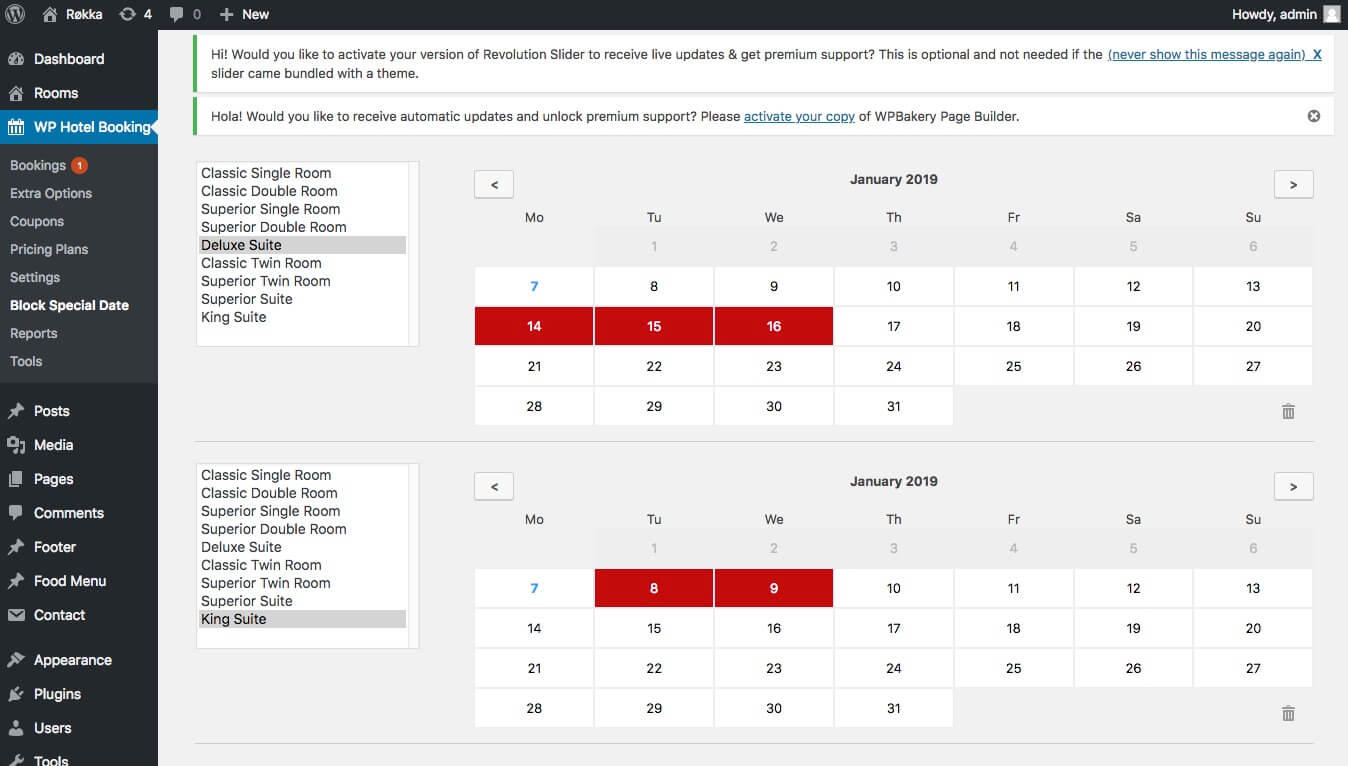 Røkka 4 0 New Howdy, admin
Dashboard
Rooms
WP Hotel Booking
Bookings 1
Extra Options
Coupons
Pricing Plans
Settings
Block Special Date
Reports
Tools
Posts
Media
Pages
Comments
Footer
Food Menu
Contact
Appearance
Plugins
Users
Tools
Hi! Would you like to activate your version of Revolution Slider to receive live updates & get premium support? This is optional and not needed if the (never show this message again) X
slider came bundled with a theme.
Hola! Would you like to receive automatic updates and unlock premium support? Please activate your copy of WPBakery Page Builder.
Classic Single Room
Classic Double Room
Superior Single Room
Superior Double Room
Deluxe Suite
Classic Twin Room
Superior Twin Room
Superior Suite
King Suite
< January 2019 >
Mo Tu We Th Fr Sa Su
1 2 3 4 5 6
7 8 9 10 11 12 13
14 15 16 17 18 19 20
21 22 23 24 25 26 27
28 29 30 31
Classic Single Room
Classic Double Room
Superior Single Room
Superior Double Room
Deluxe Suite
Classic Twin Room
Superior Twin Room
Superior Suite
King Suite
< January 2019 >
Mo Tu We Th Fr Sa Su
1 2 3 4 5 6
7 8 9 10 11 12 13
14 15 16 17 18 19 20
21 22 23 24 25 26 27
28 29 30 31